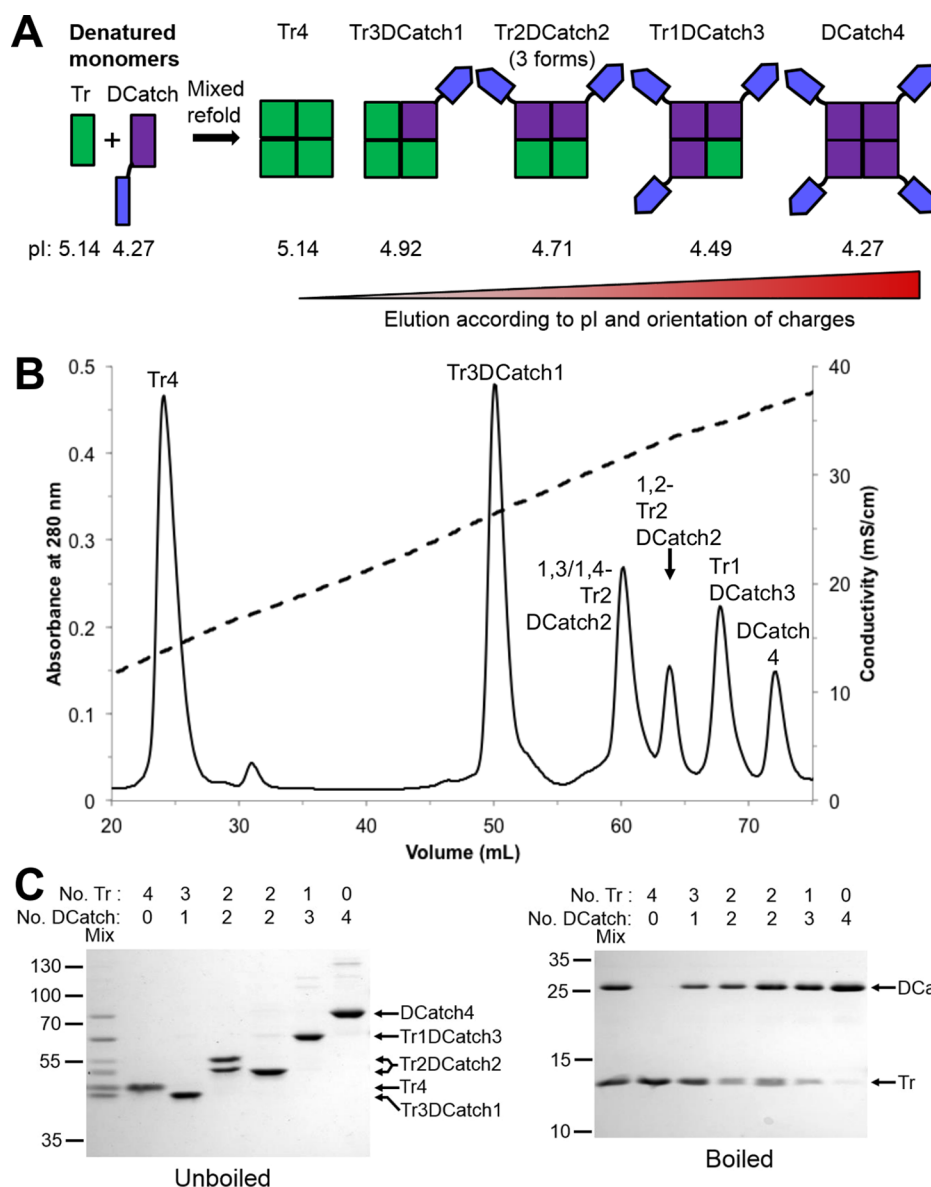 A
Denatured monomers
Tr4
Tr3DCatch1
Tr2DCatch2
(3 forms)
Tr1DCatch3
DCatch4
Tr
DCatch
+
Mixed
refold
pI: 5.14 4.27
5.14
4.92
4.71
4.49
4.27
Elution according to pI and orientation of charges
B
Absorbance at 280 nm
0.5
0.4
0.3
0.2
0.1
0
Tr4
Tr3DCatch1
1,3/1,4-
Tr2
DCatch2
1,2-
Tr2
DCatch2
Tr1
DCatch3
DCatch
4
40
30
20
10
0
Conductivity (mS/cm)
20 30 40 50 60 70
Volume (mL)
C
No. Tr : 4 3 2 2 1 0
No. DCatch: 0 1 2 2 3 4
Mix
130
100
70
55
35
DCatch4
Tr1DCatch3
Tr2DCatch2
Tr4
Tr3DCatch1
Unboiled
No. Tr : 4 3 2 2 1 0
No. DCatch: 0 1 2 2 3 4
Mix
35
25
15
10
DCa
Tr
Boiled